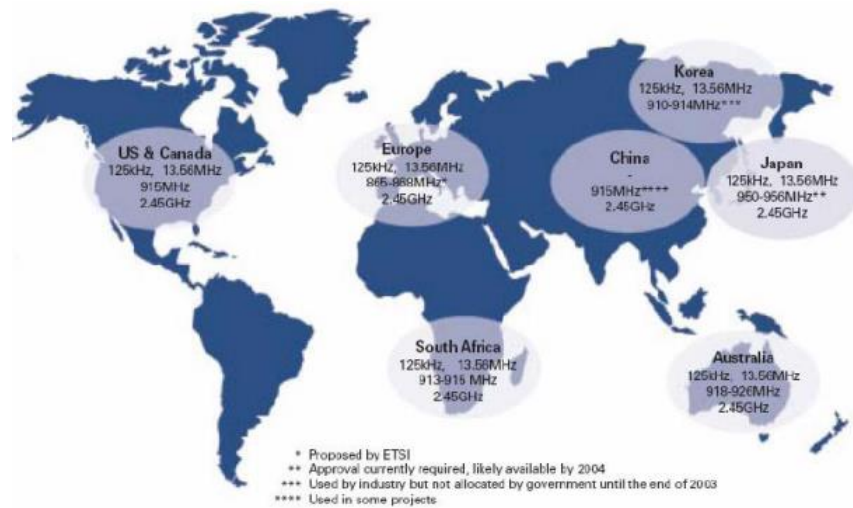 Korea
125kHz, 13.56MHz
910-914MHz***
US & Canada
125kHz, 13.56MHz
915MHz
2.45GHz
Europe
125kHz, 13.56MHz
865-868MHz*
2.45GHz
China
-
915MHz****
2.45GHz
Japan
125kHz, 13.56MHz
950-956MHz**
2.45GHz
South Africa
125kHz, 13.56MHz
913-915 MHz
2.45GHz
Australia
125kHz, 13.56MHz
918-926MHz
2.45GHz
* Proposed by ETSI
** Approval currently required, likely available by 2004
*** Used by industry but not allocated by government until the end of 2003
**** Used in some projects